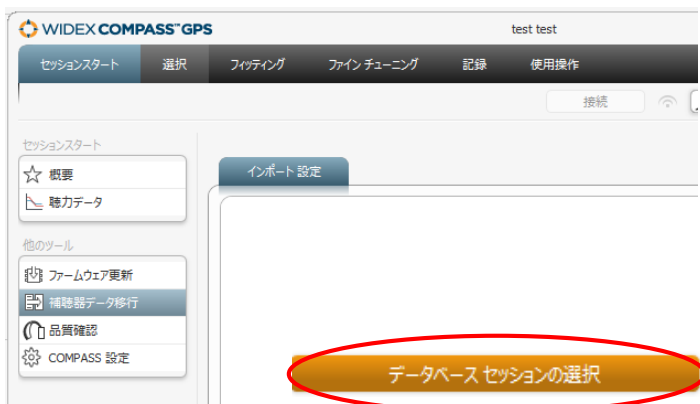 WIDEX COMPASS™GPS
test test
セッションスタート 選択 フィッティング ファイン チューニング 記録 使用操作
接続
セッションスタート
概要
聴力データ
インポート 設定
他のツール
ファームウェア更新
補聴器データ移行
品質確認
COMPASS 設定
データベース セッションの選択